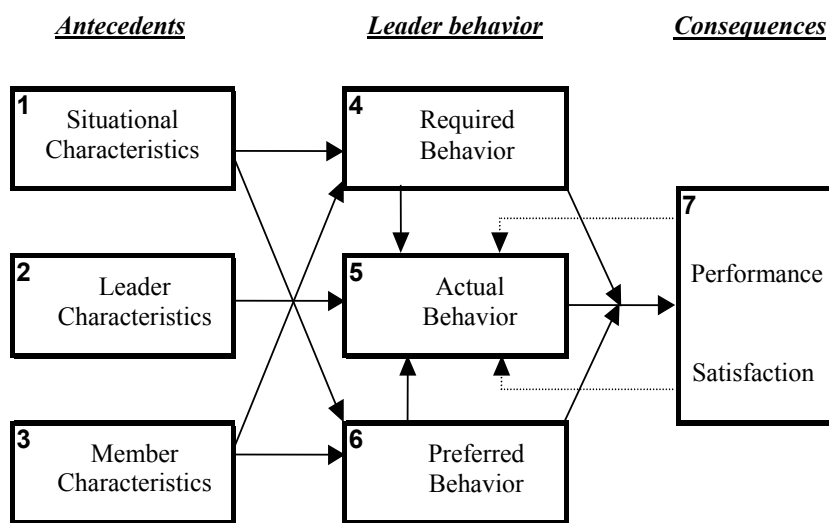 Antecedents
Leader behavior
Consequences
1
Situational
Characteristics
4
Required
Behavior
2
Leader
Characteristics
5
Actual
Behavior
3
Member
Characteristics
6
Preferred
Behavior
7
Performance
Satisfaction